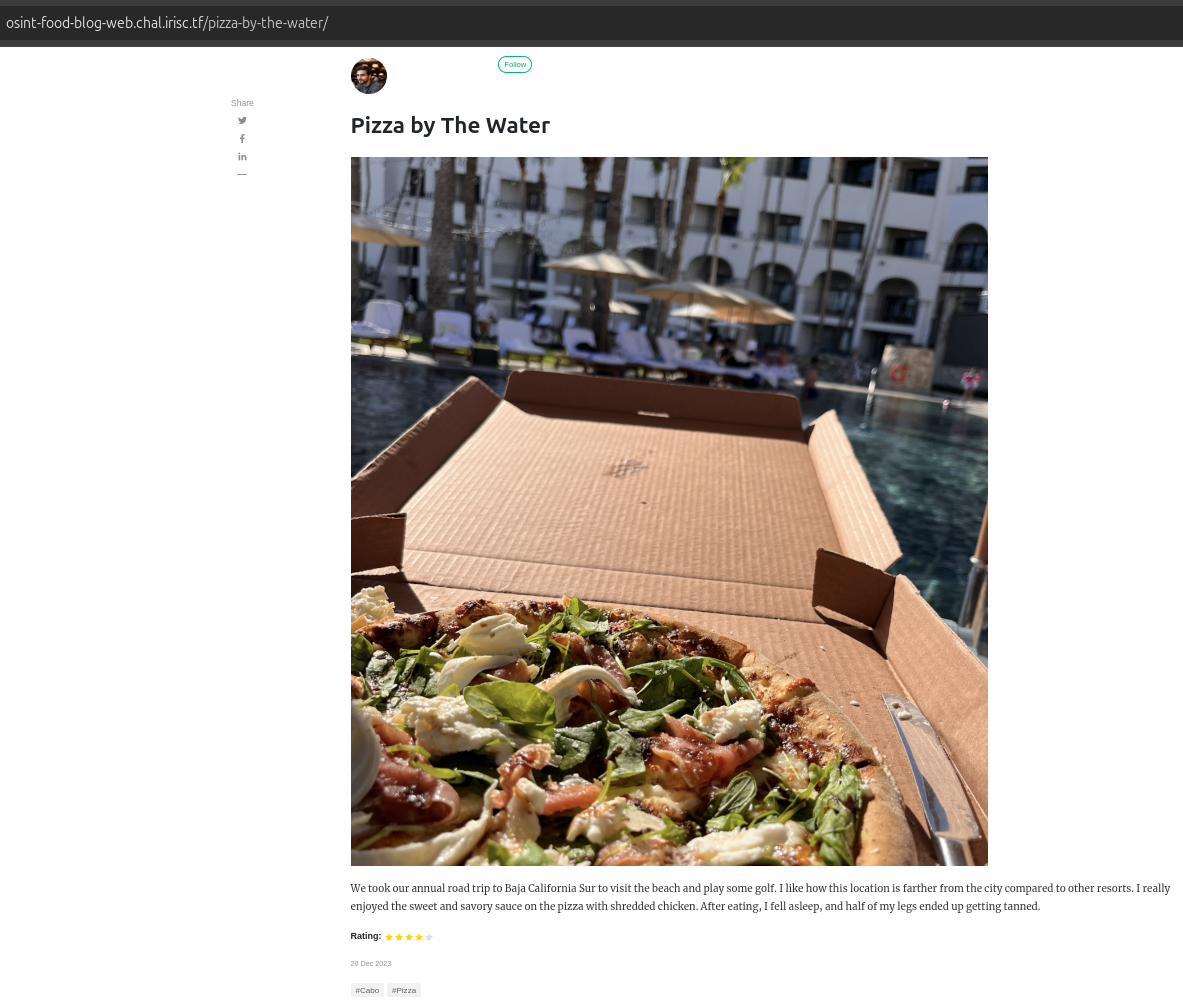 osint-food-blog-web.chal.irisc.tf/pizza-by-the-water/
Follow
Share
Pizza by The Water
We took our annual road trip to Baja California Sur to visit the beach and play some golf. I like how this location is farther from the city compared to other resorts. I really
enjoyed the sweet and savory sauce on the pizza with shredded chicken. After eating, I fell asleep, and half of my legs ended up getting tanned.
Rating:
20 Dec 2023
#Cabo #Pizza